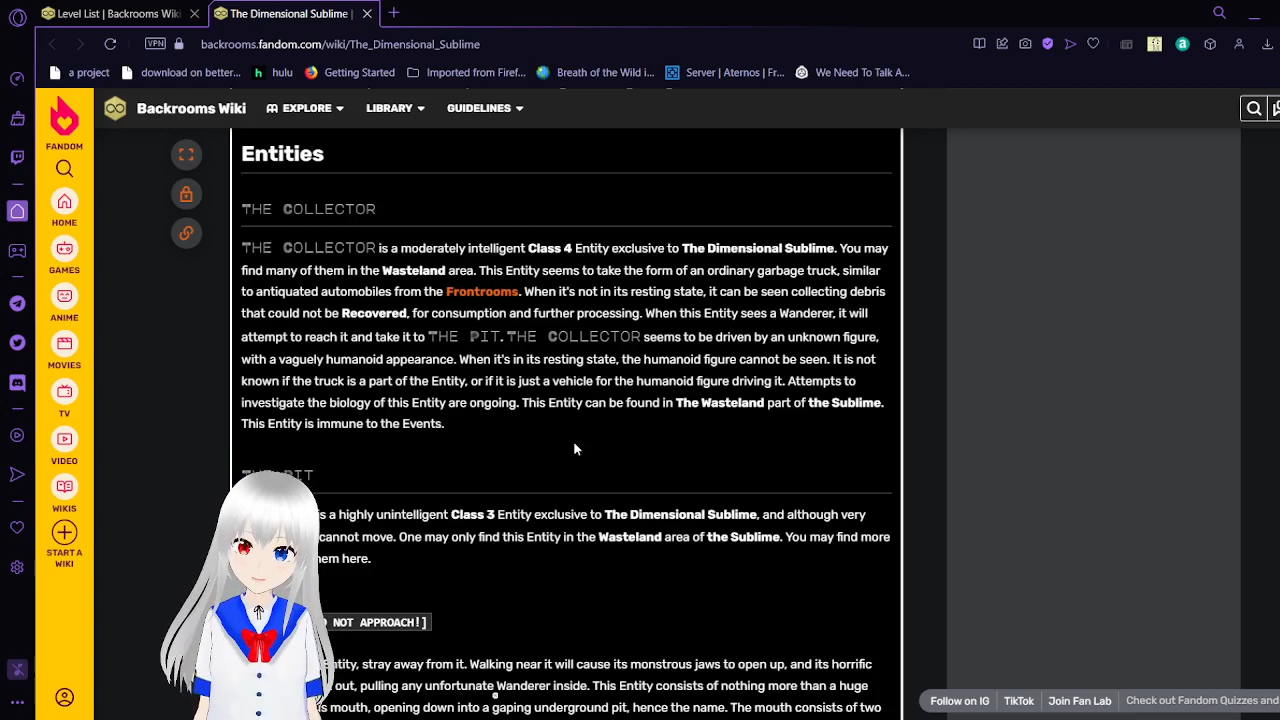 Level List | Backrooms Wiki
The Dimensional Sublime |
VPN
backrooms.fandom.com/wiki/The_Dimensional_Sublime
a project
download on better...
hulu
Getting Started
Imported from Firef...
Breath of the Wild i...
Server | Aternos | Fr...
We Need To Talk A...
Backrooms Wiki
EXPLORE
LIBRARY
GUIDELINES
FANDOM
HOME
GAMES
ANIME
MOVIES
TV
VIDEO
WIKIS
START A
WIKI
Entities
THE COLLECTOR
THE COLLECTOR is a moderately intelligent Class 4 Entity exclusive to The Dimensional Sublime. You may
find many of them in the Wasteland area. This Entity seems to take the form of an ordinary garbage truck, similar
to antiquated automobiles from the Frontrooms. When it's not in its resting state, it can be seen collecting debris
that could not be Recovered, for consumption and further processing. When this Entity sees a Wanderer, it will
attempt to reach it and take it to THE PIT.THE COLLECTOR seems to be driven by an unknown figure,
with a vaguely humanoid appearance. When it's in its resting state, the humanoid figure cannot be seen. It is not
known if the truck is a part of the Entity, or if it is just a vehicle for the humanoid figure driving it. Attempts to
investigate the biology of this Entity are ongoing. This Entity can be found in The Wasteland part of the Sublime.
This Entity is immune to the Events.
THE PIT
is a highly unintelligent Class 3 Entity exclusive to The Dimensional Sublime, and although very
cannot move. One may only find this Entity in the Wasteland area of the Sublime. You may find more
here.
NOT APPROACH!]
stray away from it. Walking near it will cause its monstrous jaws to open up, and its horrific
out, pulling any unfortunate Wanderer inside. This Entity consists of nothing more than a huge
mouth, opening down into a gaping underground pit, hence the name. The mouth consists of two
Follow on IG
TikTok
Join Fan Lab
Check out Fandom Quizzes and